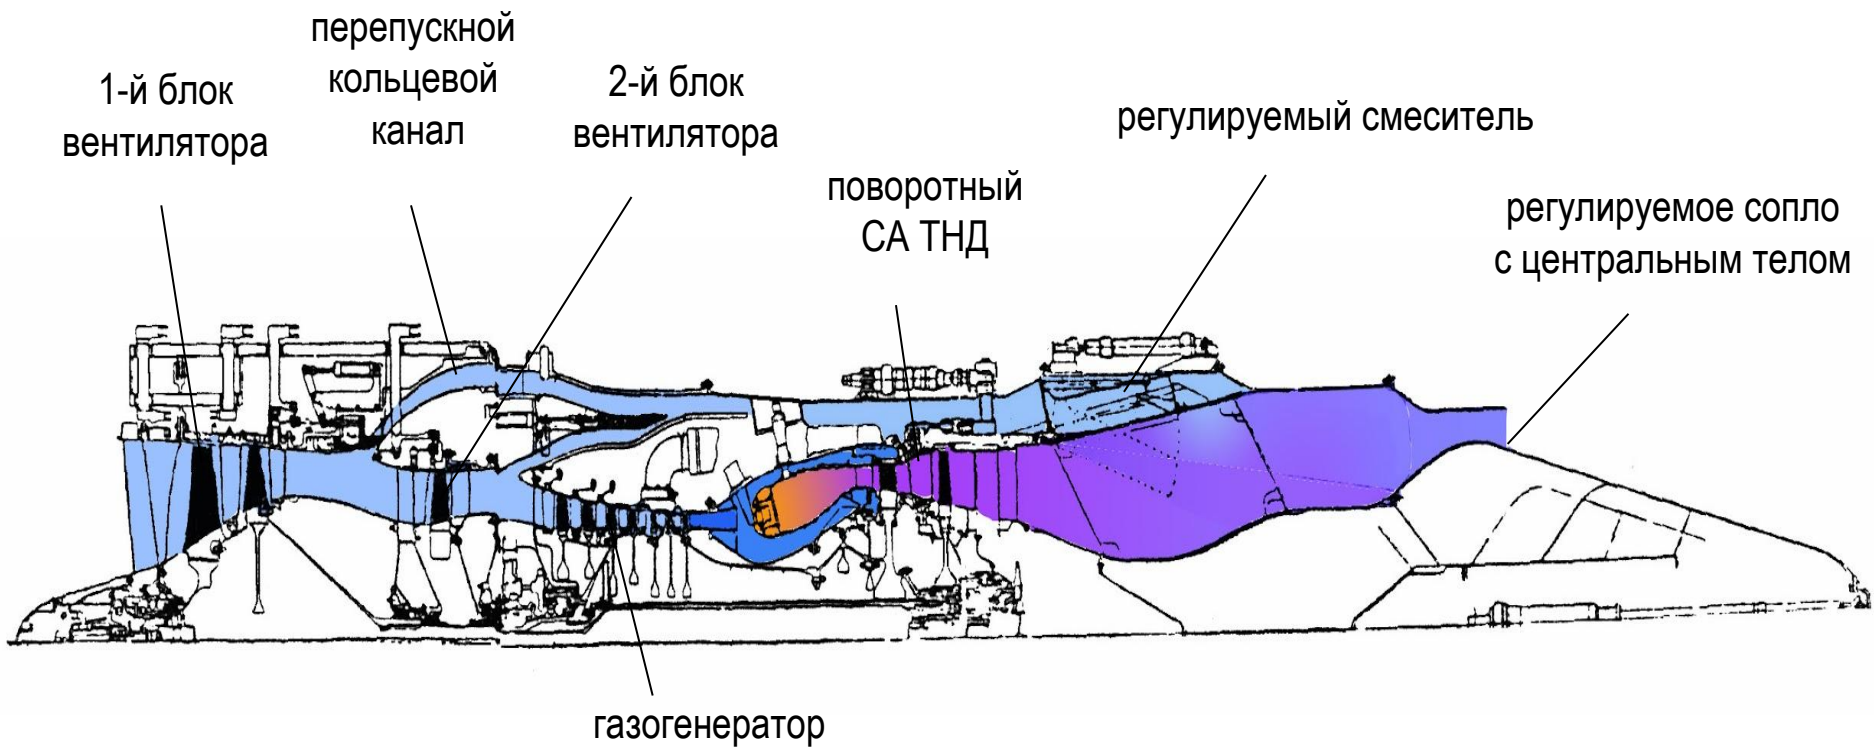 перепускной
кольцевой
канал
1-й блок
вентилятора
2-й блок
вентилятора
регулируемый смеситель
поворотный
СА ТНД
регулируемое сопло
с центральным телом
газогенератор